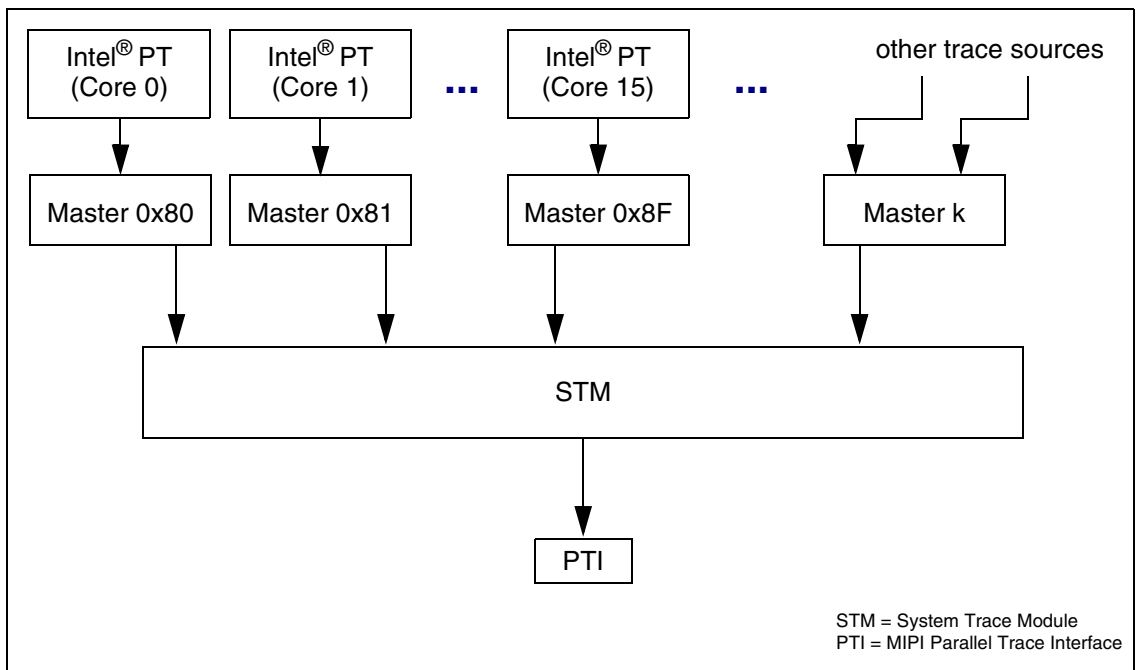 Intel® PT
(Core 0)
Intel® PT
(Core 1)
...
Intel® PT
(Core 15)
...
other trace sources
Master 0x80
Master 0x81
Master 0x8F
Master k
STM
PTI
STM = System Trace Module
PTI = MIPI Parallel Trace Interface